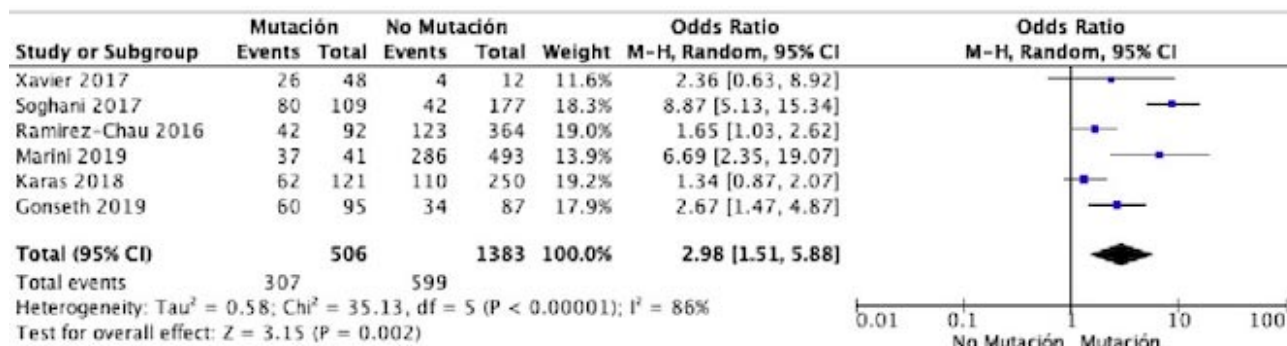 Mutación No Mutación Odds Ratio Odds Ratio
Study or Subgroup Events Total Events Total Weight M-H, Random, 95% CI M-H, Random, 95% CI
Xavier 2017 26 48 4 12 11.6% 2.36 [0.63, 8.92]
Soghani 2017 80 109 42 177 18.3% 8.87 [5.13, 15.34]
Ramirez-Chau 2016 42 92 123 364 19.0% 1.65 [1.03, 2.62]
Marini 2019 37 41 286 493 13.9% 6.69 [2.35, 19.07]
Karas 2018 62 121 110 250 19.2% 1.34 [0.87, 2.07]
Gonseth 2019 60 95 34 87 17.9% 2.67 [1.47, 4.87]
Total (95% CI) 506 1383 100.0% 2.98 [1.51, 5.88]
Total events 307 599
Heterogeneity: Tau² = 0.58; Chi² = 35.13, df = 5 (P < 0.00001); I² = 86%
Test for overall effect: Z = 3.15 (P = 0.002)
0.01 0.1 1 10 100
No Mutación Mutación